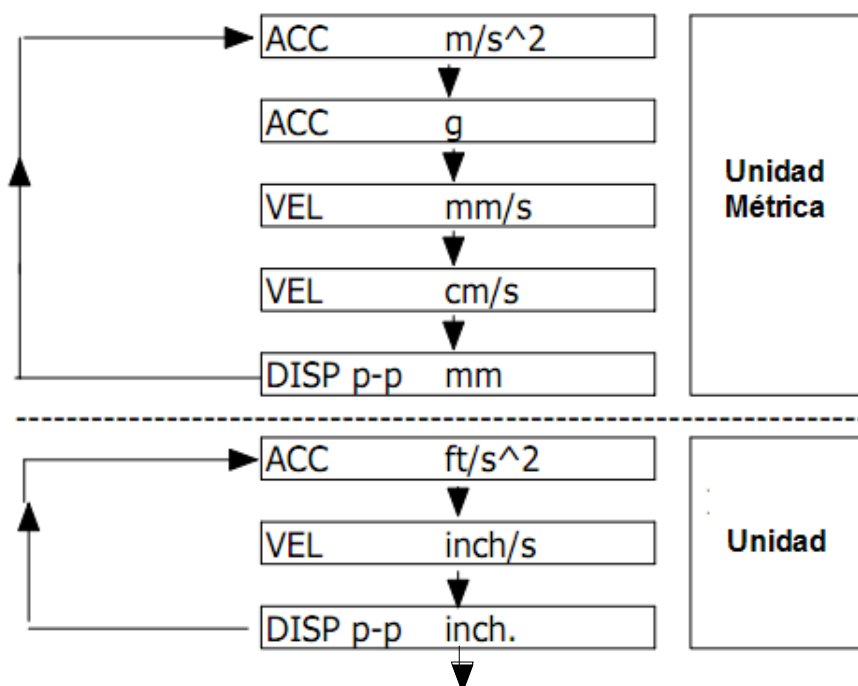 ACC m/s^2
ACC g
VEL mm/s
VEL cm/s
DISP p-p mm
Unidad
Métrica
ACC ft/s^2
VEL inch/s
DISP p-p inch.
Unidad